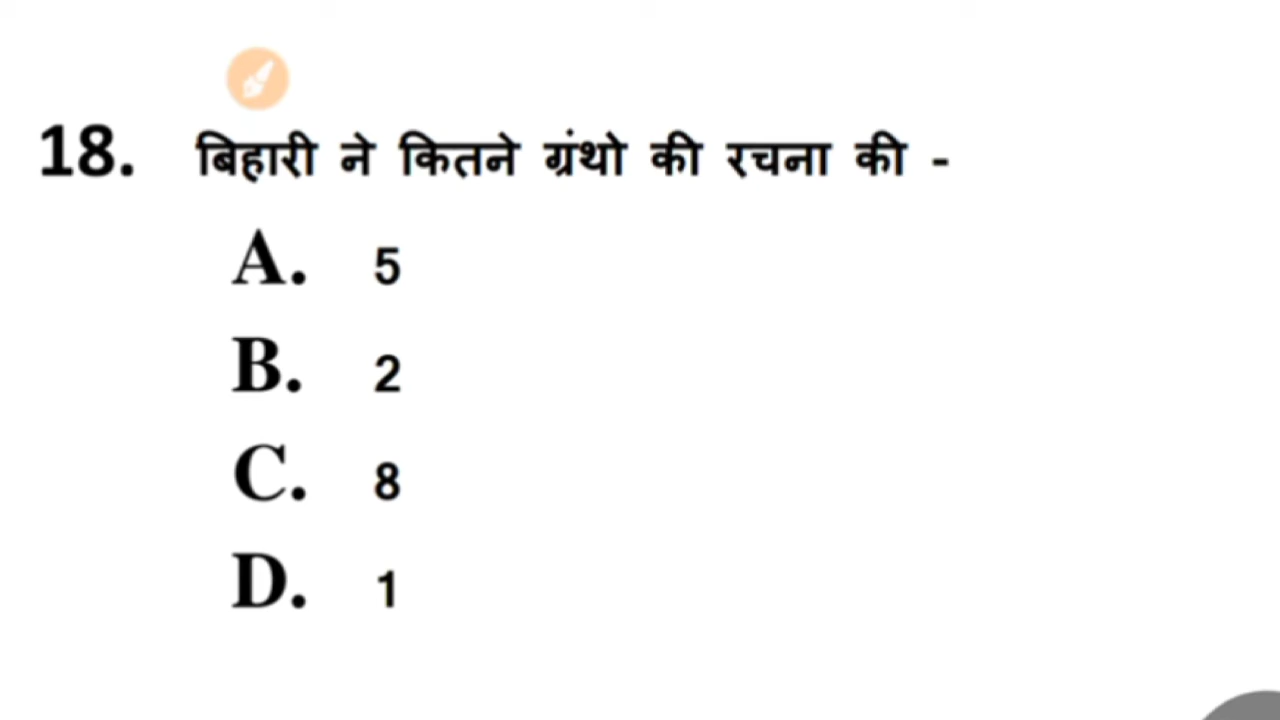 18. बिहारी ने कितने ग्रंथो की रचना की -
A. 5
B. 2
C. 8
D. 1